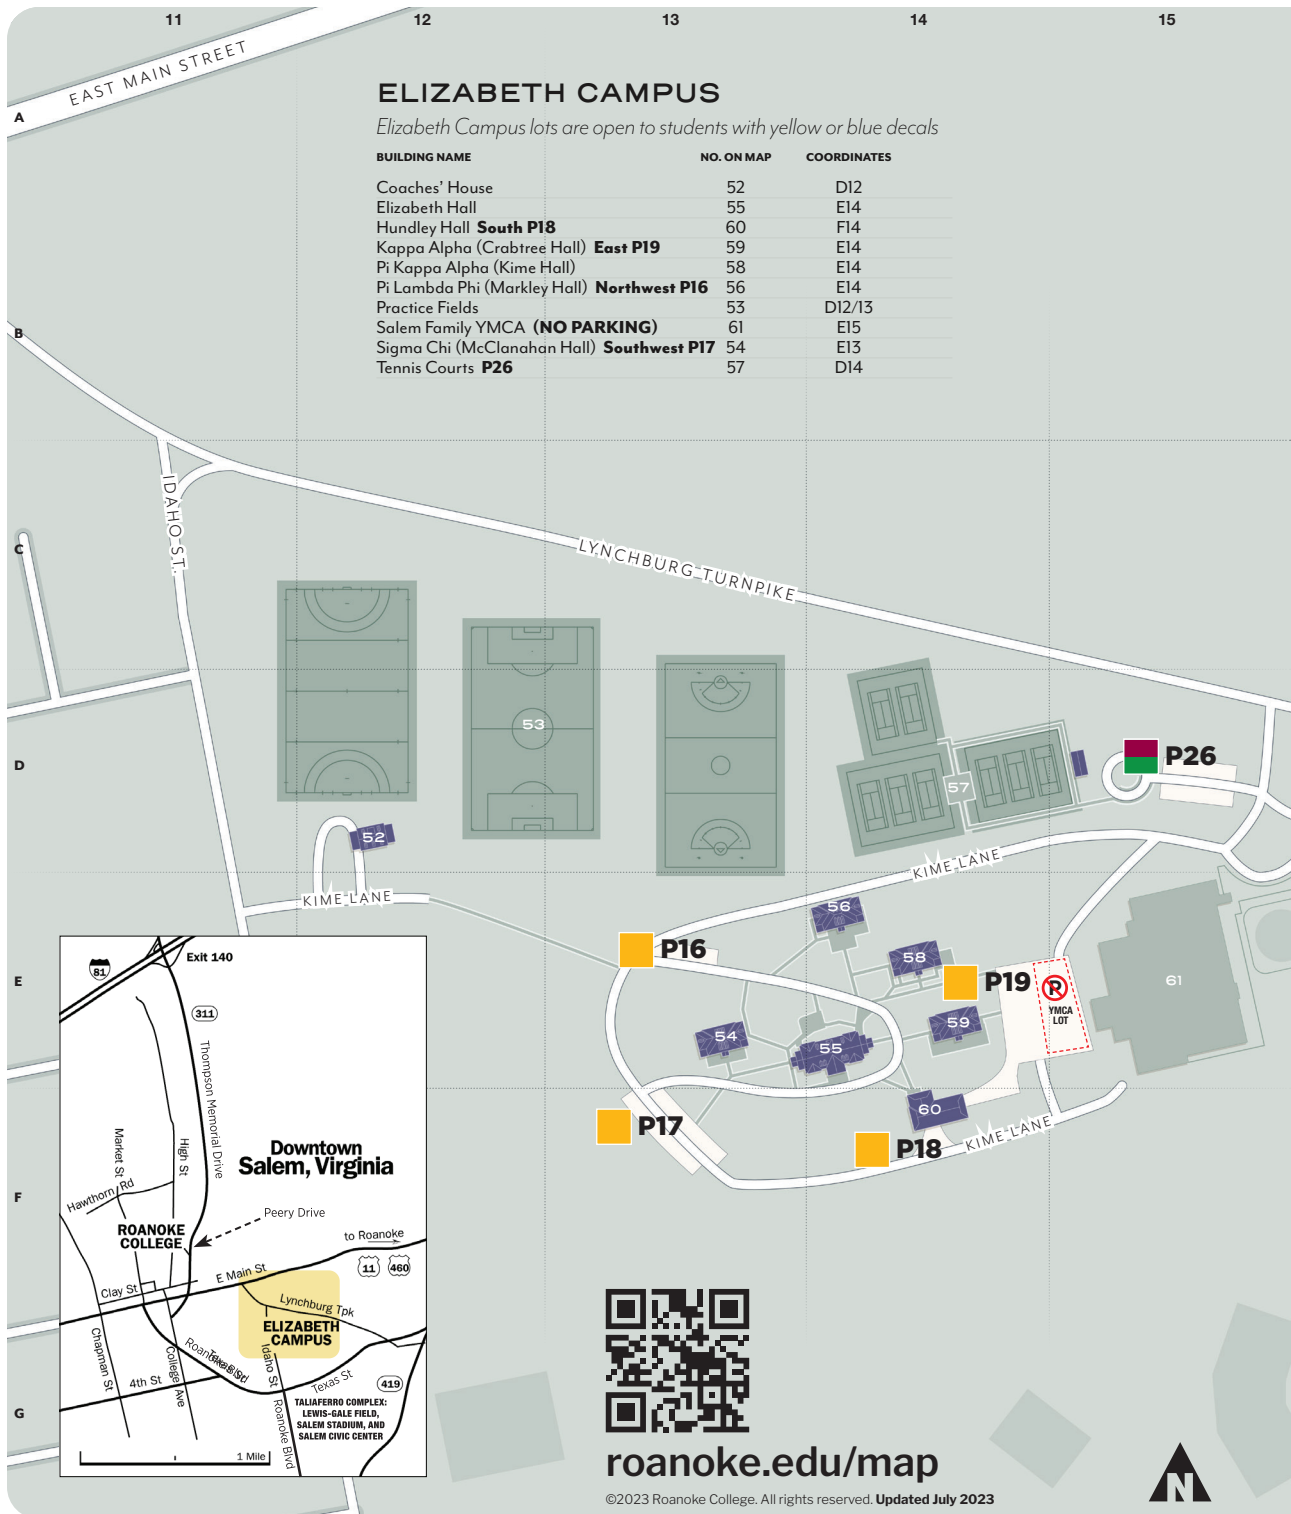 11 12 13 14 15
EAST MAIN STREET
A
ELIZABETH CAMPUS
Elizabeth Campus lots are open to students with yellow or blue decals
BUILDING NAME NO. ON MAP COORDINATES
Coaches' House 52 D12
Elizabeth Hall 55 E14
Hundley Hall South P18 60 F14
Kappa Alpha (Crabtree Hall) East P19 59 E14
Pi Kappa Alpha (Kime Hall) 58 E14
Pi Lambda Phi (Markley Hall) Northwest P16 56 E14
Practice Fields 53 D12/13
Salem Family YMCA (NO PARKING) 61 E15
Sigma Chi (McClanahan Hall) Southwest P17 54 E13
Tennis Courts P26 57 D14
B
IDAHO ST.
C
LYNCHBURG TURNPIKE
53
D
P26
57
52
KIME LANE
KIME LANE
56
P16
58
E
P19
61
P
YMCA
LOT
59
54
55
60
P17
KIME LANE
P18
F
81
Exit 140
311
Thompson Memorial Drive
Market St
High St
Downtown
Salem, Virginia
Hawthorn Rd
Peery Drive
ROANOKE
COLLEGE
to Roanoke
11 460
E Main St
Clay St
Lynchburg Tpk
ELIZABETH
CAMPUS
Chapman St
College Ave
Roanoke Blvd
Texas St
Idaho St
4th St
Texas St
419
TALIAFERRO COMPLEX:
LEWIS-GALE FIELD,
SALEM STADIUM, AND
SALEM CIVIC CENTER
Roanoke Blvd
1 Mile
G
roanoke.edu/map
©2023 Roanoke College. All rights reserved. Updated July 2023
N